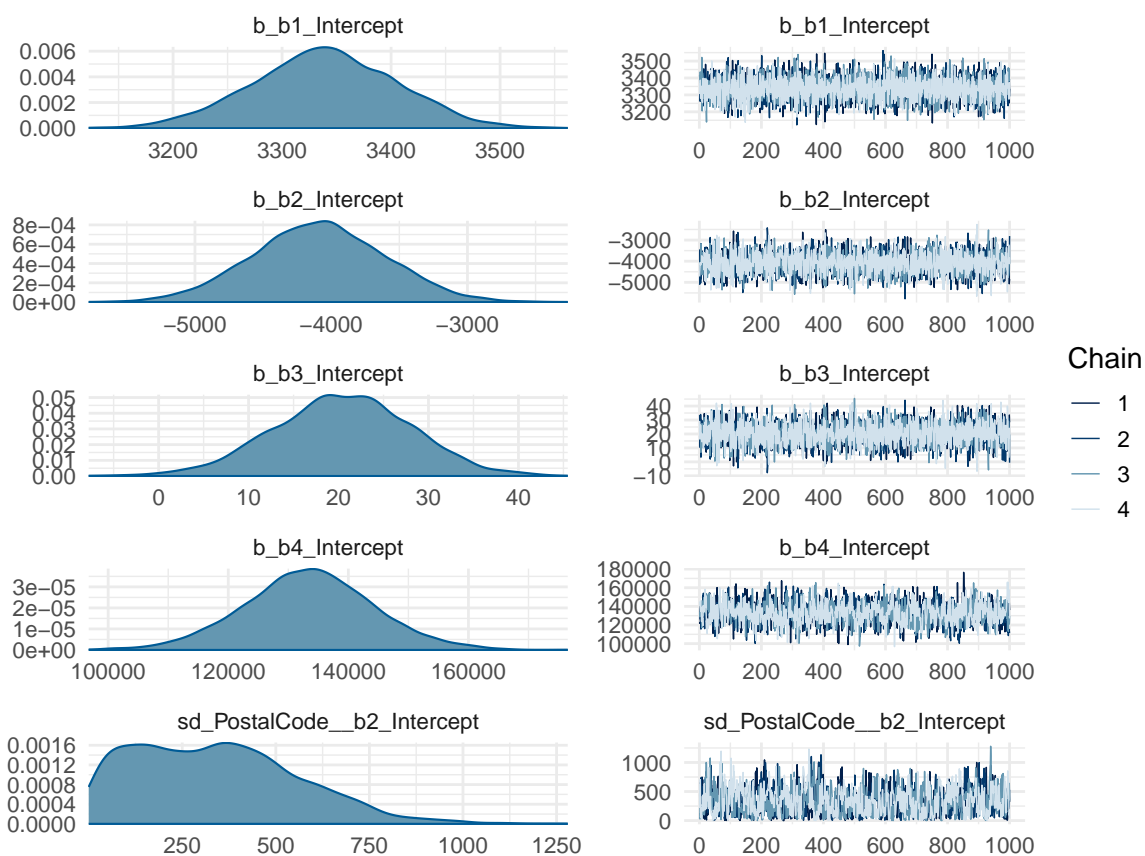 b_b1_Intercept
0.006
0.004
0.002
0.000
3200 3300 3400 3500
b_b1_Intercept
3500
3400
3300
3200
0 200 400 600 800 1000
b_b2_Intercept
8e−04
6e−04
4e−04
2e−04
0e+00
−5000 −4000 −3000
b_b2_Intercept
−3000
−4000
−5000
0 200 400 600 800 1000
b_b3_Intercept
0.05
0.04
0.03
0.02
0.01
0.00
0 10 20 30 40
b_b3_Intercept
40
30
20
10
0
−10
0 200 400 600 800 1000
b_b4_Intercept
3e−05
2e−05
1e−05
0e+00
100000 120000 140000 160000
b_b4_Intercept
180000
160000
140000
120000
100000
0 200 400 600 800 1000
sd_PostalCode__b2_Intercept
0.0016
0.0012
0.0008
0.0004
0.0000
250 500 750 1000 1250
sd_PostalCode__b2_Intercept
1000
500
0
0 200 400 600 800 1000
Chain
1
2
3
4